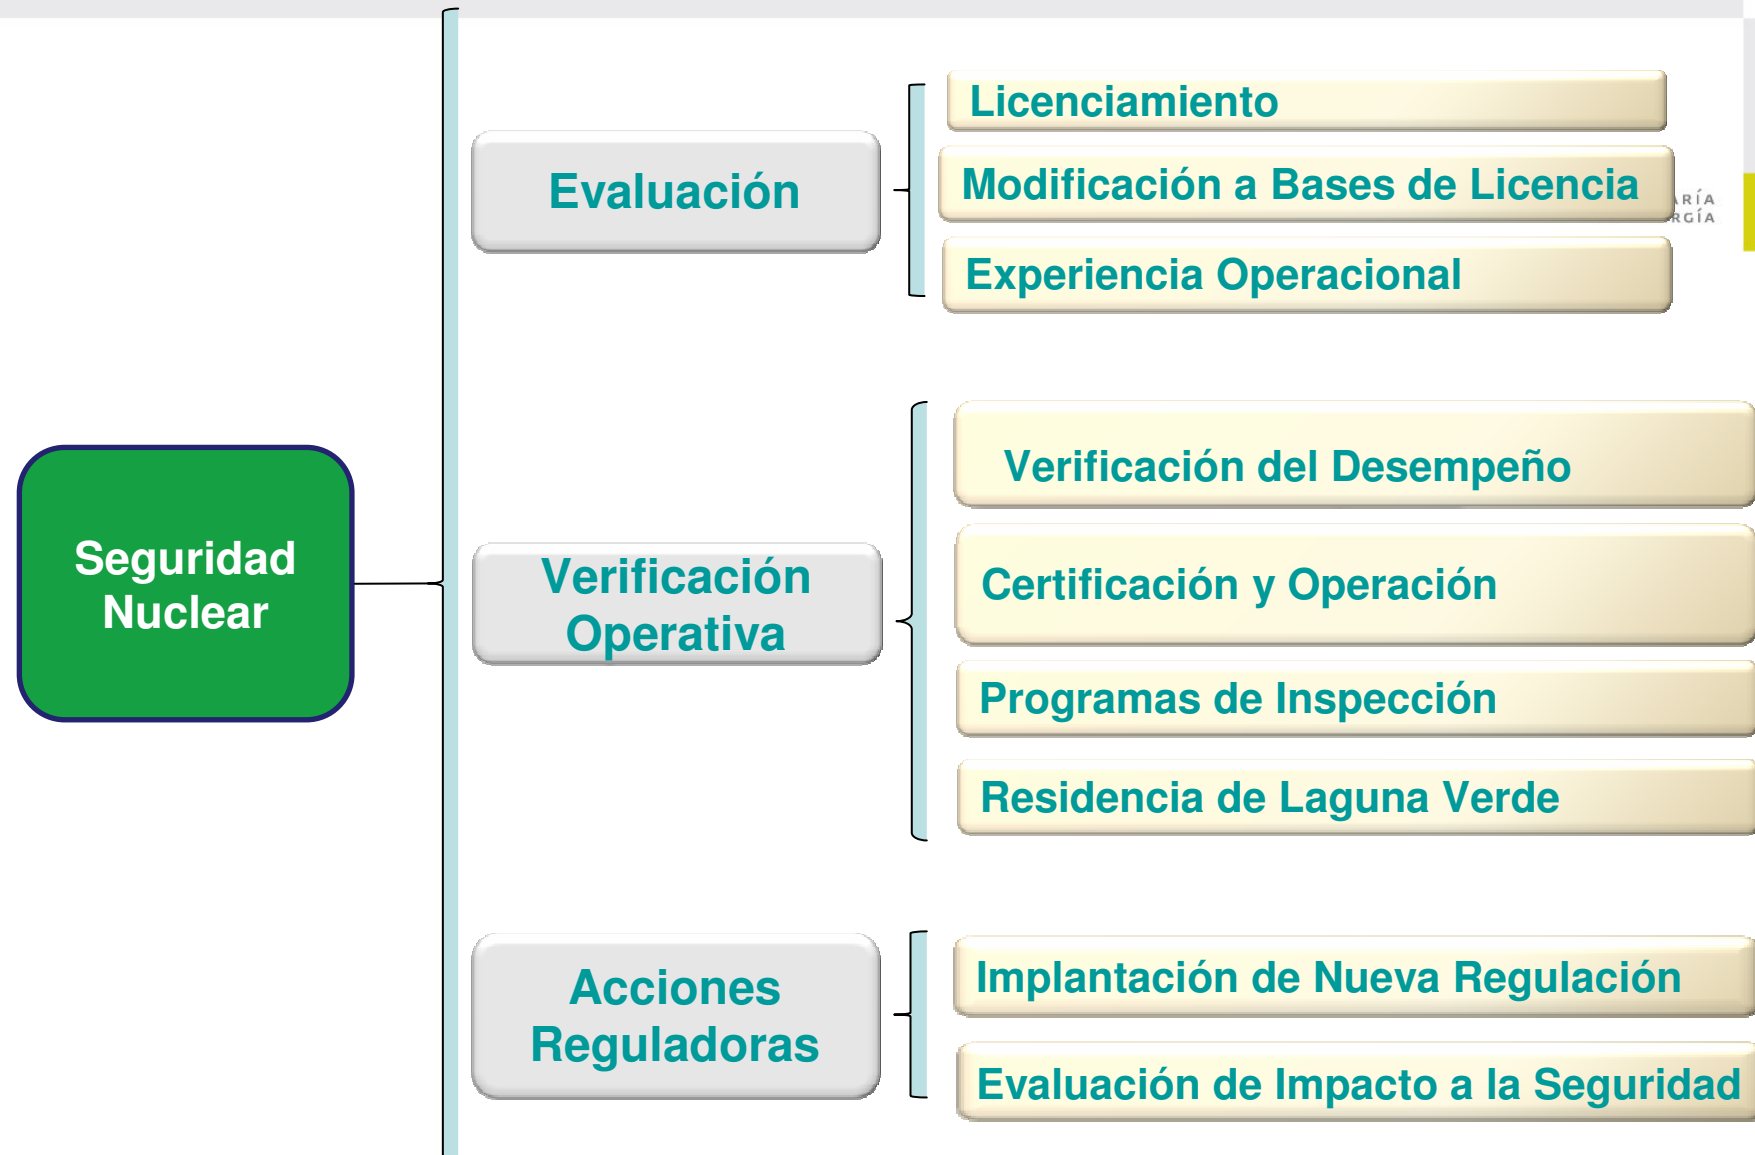 Licenciamiento
Evaluación
Modificación a Bases de Licencia
Experiencia Operacional
Seguridad
Nuclear
Verificación
Operativa
Verificación del Desempeño
Certificación y Operación
Programas de Inspección
Residencia de Laguna Verde
Acciones
Reguladoras
Implantación de Nueva Regulación
Evaluación de Impacto a la Seguridad